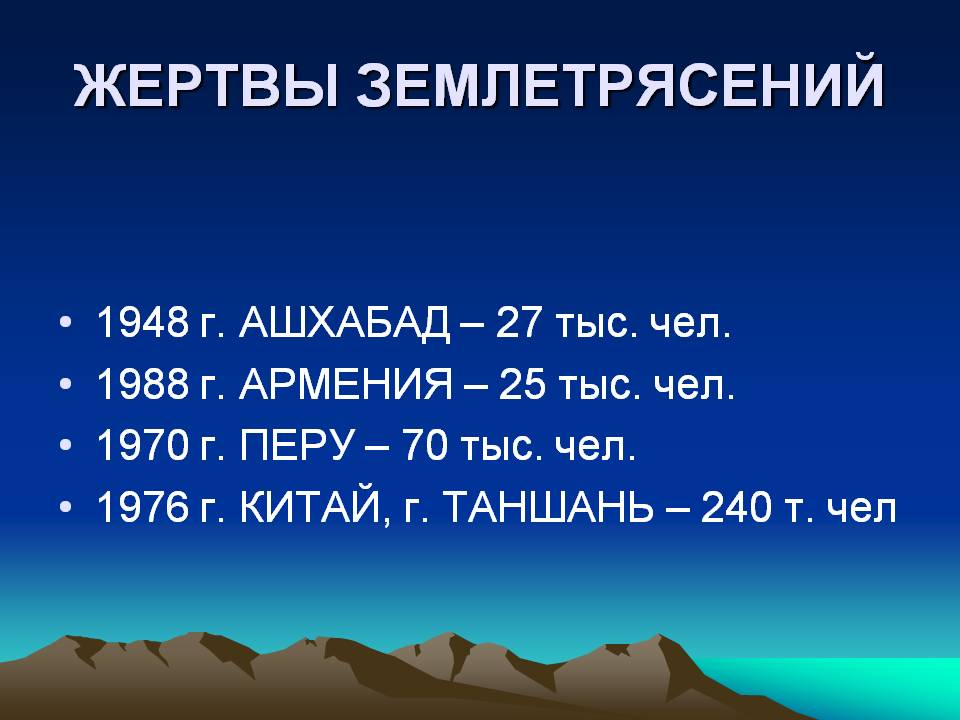 ЖЕРТВЫ ЗЕМЛЕТРЯСЕНИЙ
• 1948 г. АШХАБАД – 27 тыс. чел.
• 1988 г. АРМЕНИЯ – 25 тыс. чел.
• 1970 г. ПЕРУ – 70 тыс. чел.
• 1976 г. КИТАЙ, г. ТАНШАНЬ – 240 т. чел